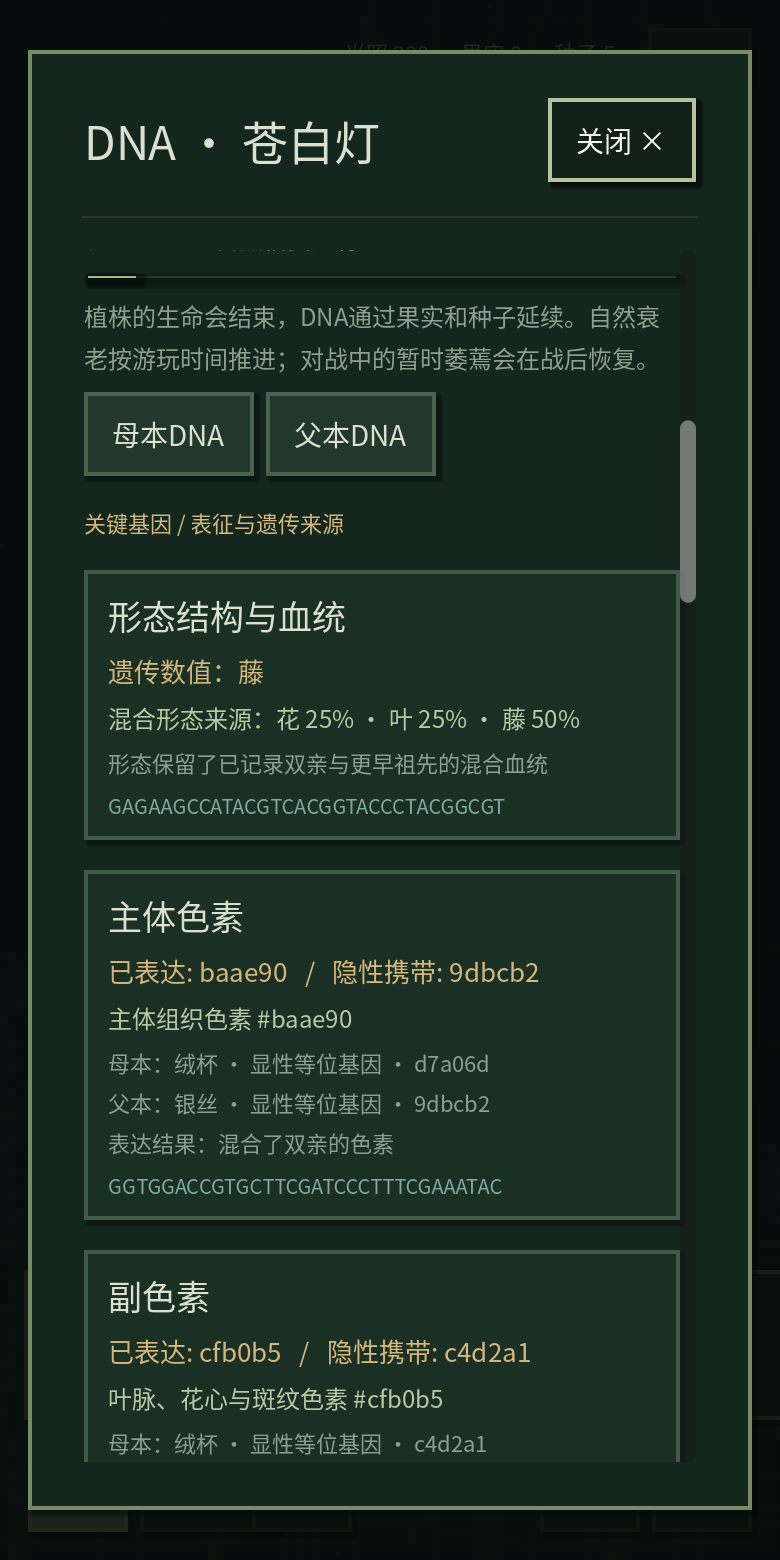 DNA · 苍白灯
关闭 ×
植株的生命会结束，DNA通过果实和种子延续。自然衰
老按游玩时间推进；对战中的暂时萎蔫会在战后恢复。
母本DNA
父本DNA
关键基因 / 表征与遗传来源
形态结构与血统
遗传数值：藤
混合形态来源：花 25% · 叶 25% · 藤 50%
形态保留了已记录双亲与更早祖先的混合血统
GAGAAGCCATACGTCACGGTACCCTACGGCGT
主体色素
已表达: baae90 / 隐性携带: 9dbcb2
主体组织色素 #baae90
母本：绒杯 · 显性等位基因 · d7a06d
父本：银丝 · 显性等位基因 · 9dbcb2
表达结果：混合了双亲的色素
GGTGGACCGTGCTTCGATCCCTTTCGAAATAC
副色素
已表达: cfb0b5 / 隐性携带: c4d2a1
叶脉、花心与斑纹色素 #cfb0b5
母本：绒杯 · 显性等位基因 · c4d2a1